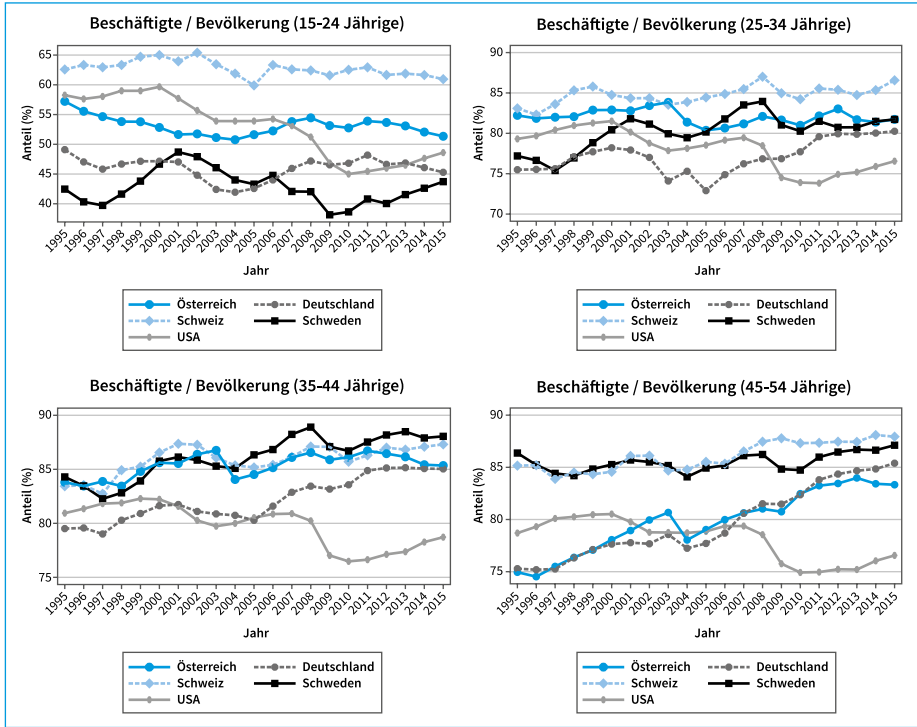 Beschäftigte / Bevölkerung (15-24 Jährige)
Anteil (%)
65
60
55
50
45
40
1995 1996 1997 1998 1999 2000 2001 2002 2003 2004 2005 2006 2007 2008 2009 2010 2011 2012 2013 2014 2015
Jahr
Österreich Deutschland
Schweiz Schweden
USA
Beschäftigte / Bevölkerung (25-34 Jährige)
Anteil (%)
90
85
80
75
70
1995 1996 1997 1998 1999 2000 2001 2002 2003 2004 2005 2006 2007 2008 2009 2010 2011 2012 2013 2014 2015
Jahr
Österreich Deutschland
Schweiz Schweden
USA
Beschäftigte / Bevölkerung (35-44 Jährige)
Anteil (%)
90
85
80
75
1995 1996 1997 1998 1999 2000 2001 2002 2003 2004 2005 2006 2007 2008 2009 2010 2011 2012 2013 2014 2015
Jahr
Österreich Deutschland
Schweiz Schweden
USA
Beschäftigte / Bevölkerung (45-54 Jährige)
Anteil (%)
90
85
80
75
1995 1996 1997 1998 1999 2000 2001 2002 2003 2004 2005 2006 2007 2008 2009 2010 2011 2012 2013 2014 2015
Jahr
Österreich Deutschland
Schweiz Schweden
USA